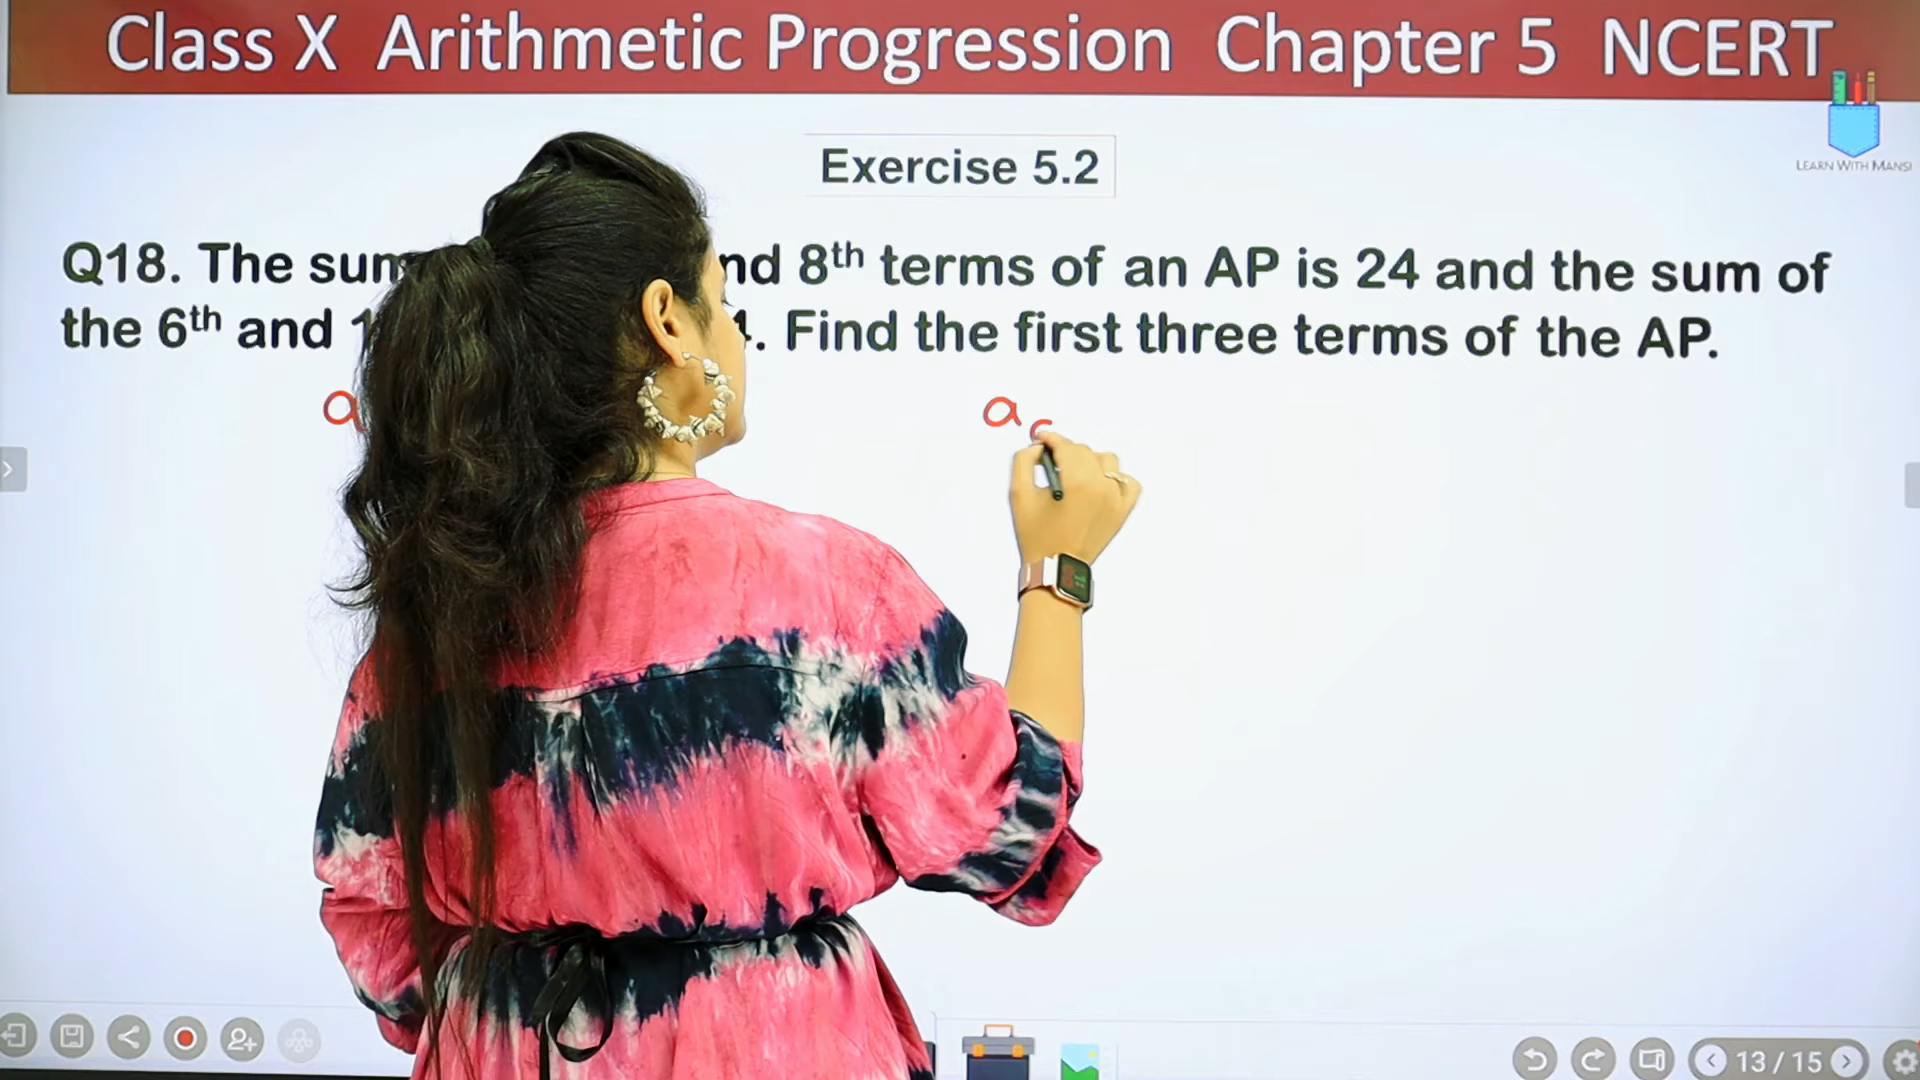 Class X Arithmetic Progression Chapter 5 NCERT
LEARN WITH MANSI
Exercise 5.2
Q18. The sum nd 8th terms of an AP is 24 and the sum of
the 6th and 1 4. Find the first three terms of the AP.
a a
13 / 15